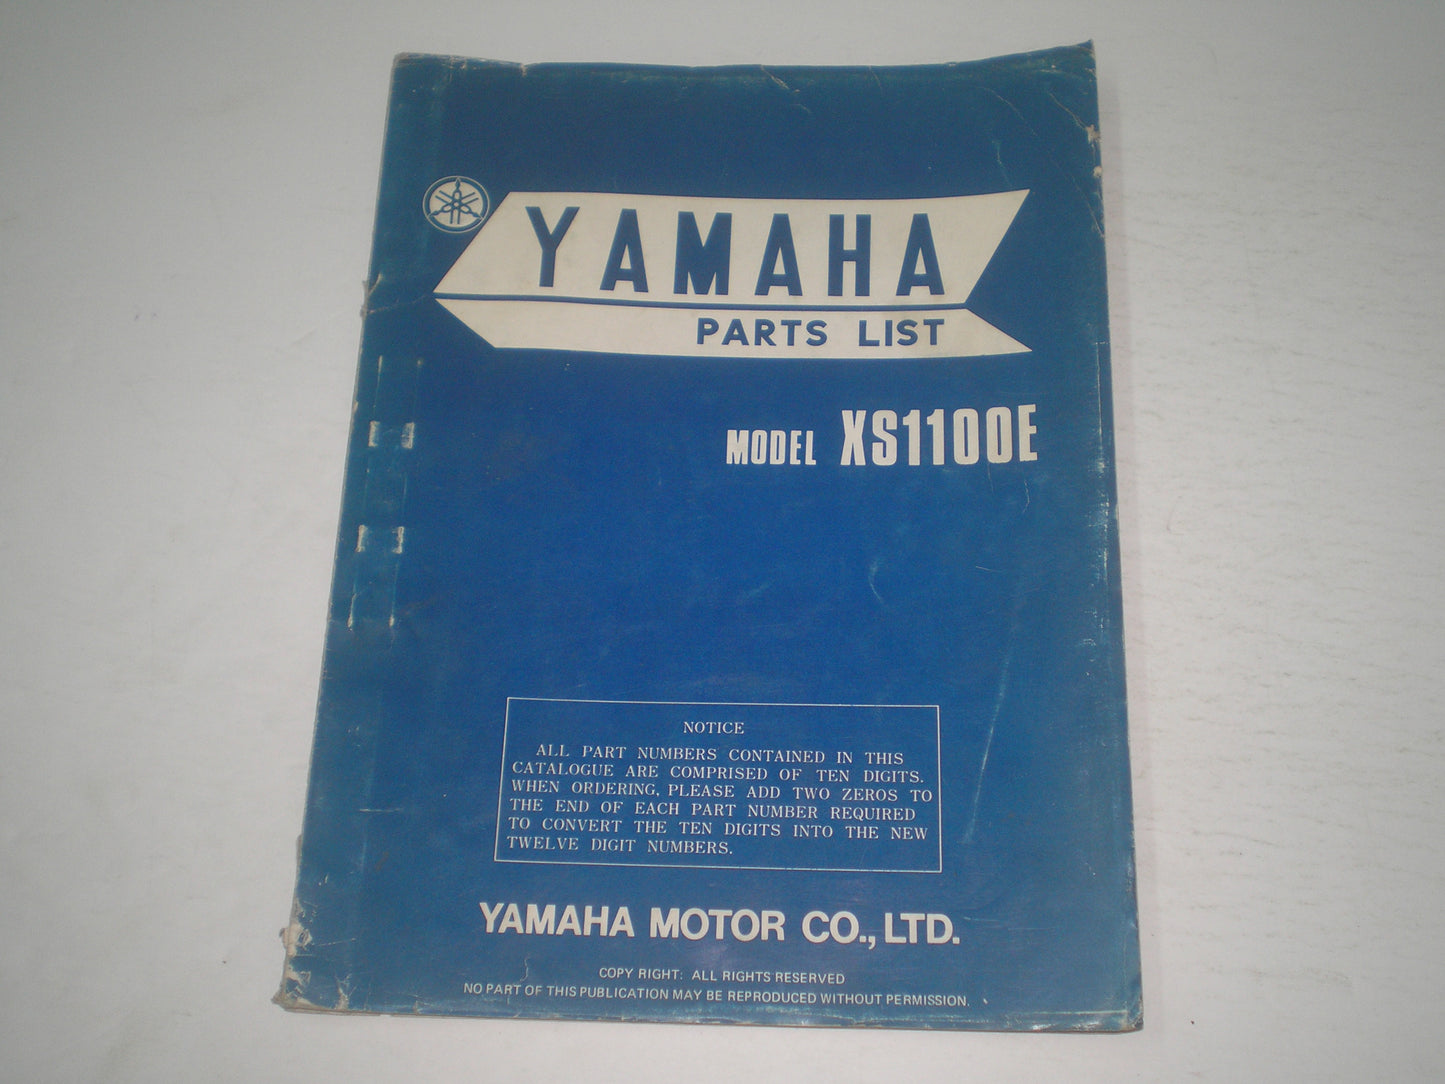 YAMAHA
PARTS LIST
MODEL XS1100E
NOTICE
ALL PART NUMBERS CONTAINED IN THIS
CATALOGUE ARE COMPRISED OF TEN DIGITS.
WHEN ORDERING, PLEASE ADD TWO ZEROS TO
THE END OF EACH PART NUMBER REQUIRED
TO CONVERT THE TEN DIGITS INTO THE NEW
TWELVE DIGIT NUMBERS.
YAMAHA MOTOR CO., LTD.
COPY RIGHT: ALL RIGHTS RESERVED
NO PART OF THIS PUBLICATION MAY BE REPRODUCED WITHOUT PERMISSION.